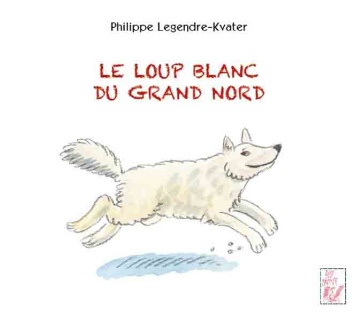 Philippe Legendre-Kvater
LE LOUP BLANC
DU GRAND NORD